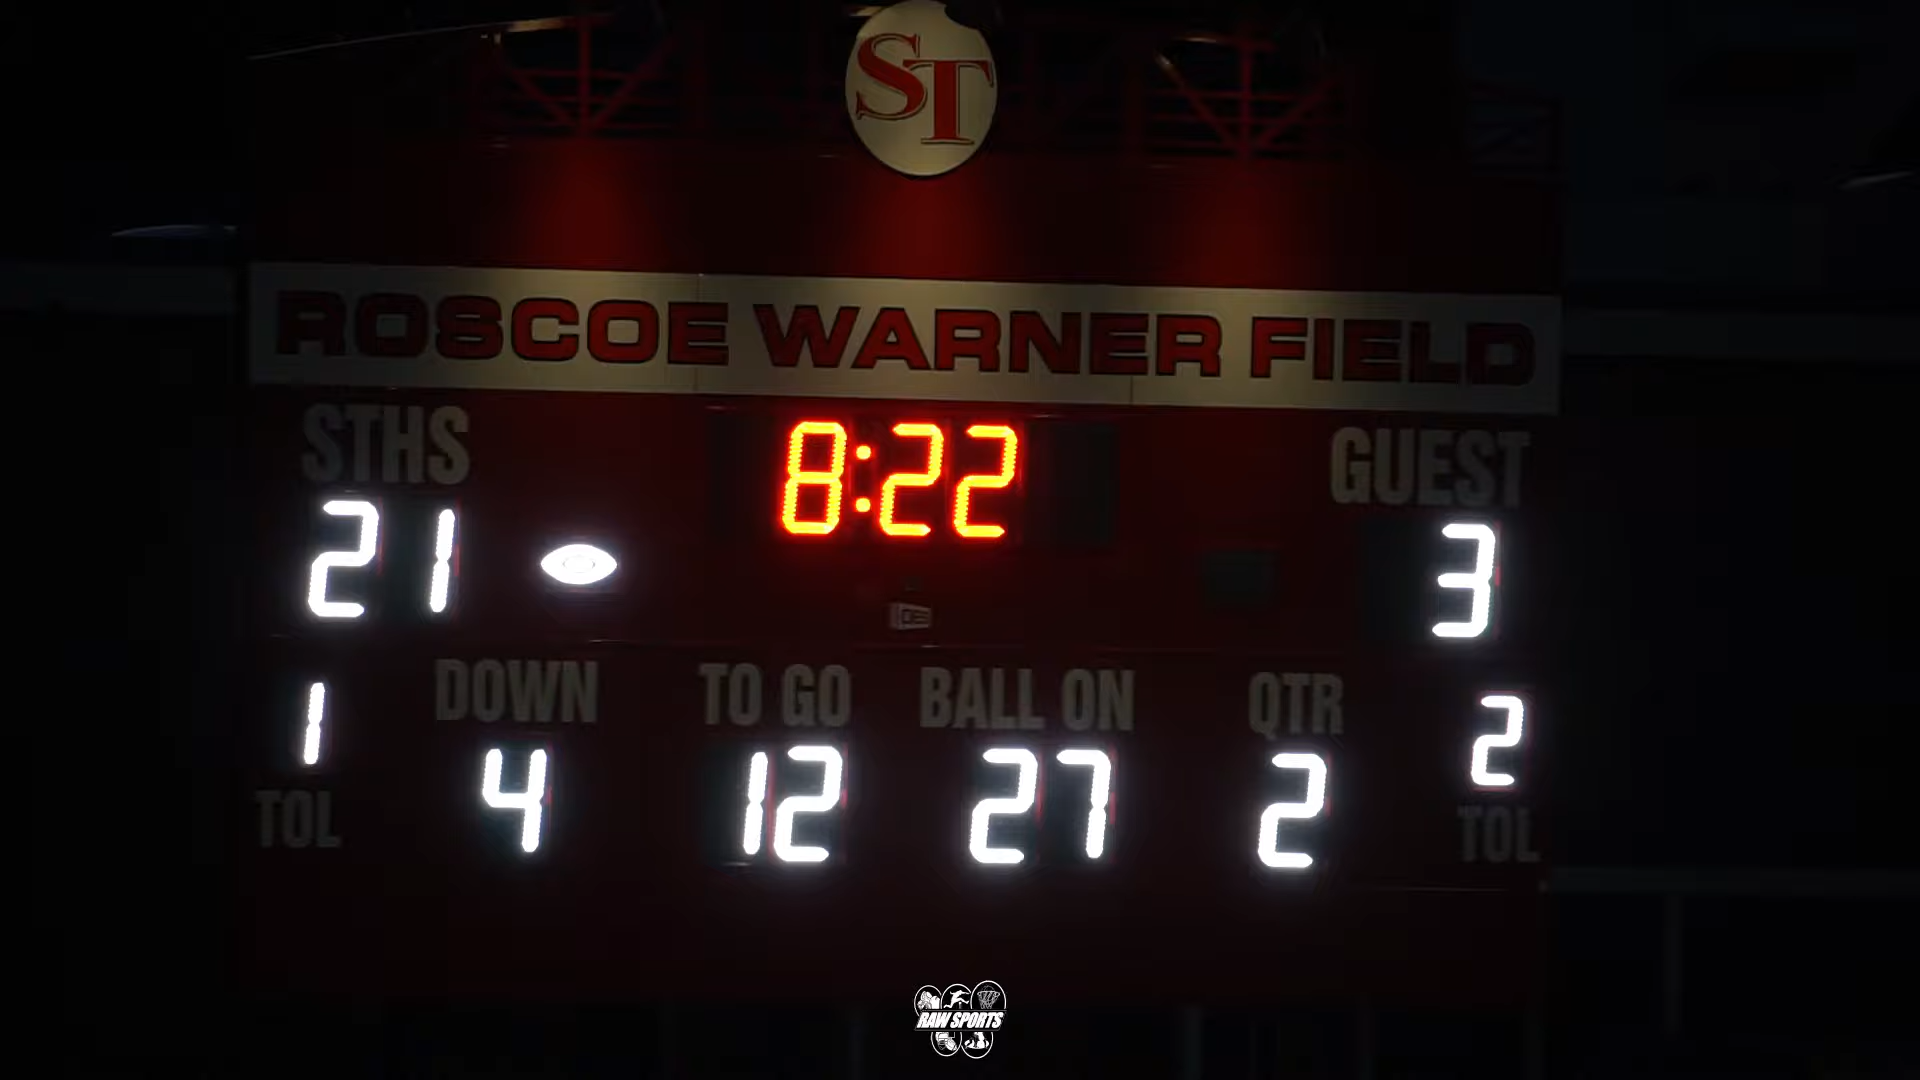 ST
ROSCOE WARNER FIELD
STHS
8:22
GUEST
21
3
DOWN
TO GO
BALL ON
QTR
1
4
12
27
2
2
TOL
TOL
RAW SPORTS